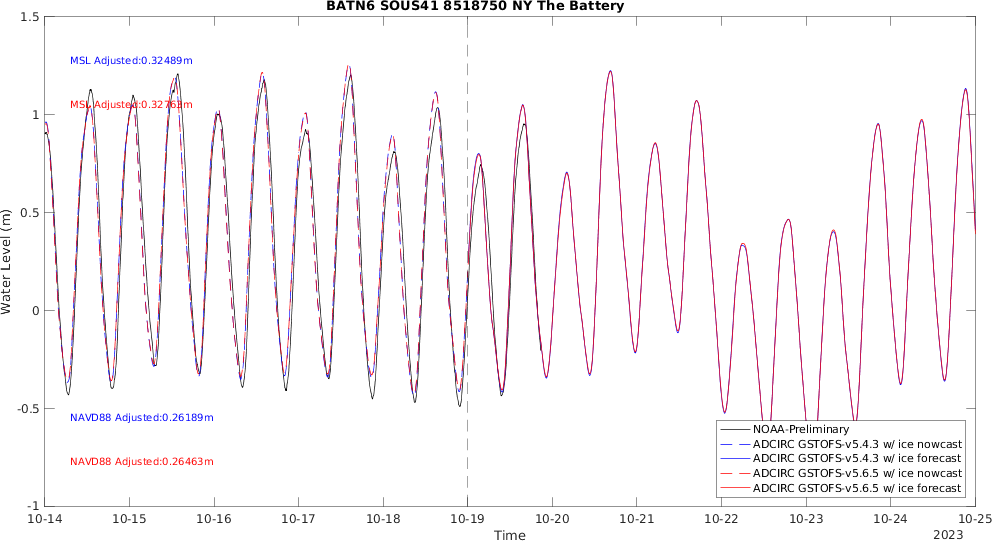 BATN6 SOUS41 8518750 NY The Battery
1.5
1
0.5
0
-0.5
-1
Water Level (m)
MSL Adjusted:0.32489m
MSL Adjusted:0.32763m
NAVD88 Adjusted:0.26189m
NAVD88 Adjusted:0.26463m
NOAA-Preliminary
ADCIRC GSTOFS-v5.4.3 w/ ice nowcast
ADCIRC GSTOFS-v5.4.3 w/ ice forecast
ADCIRC GSTOFS-v5.6.5 w/ ice nowcast
ADCIRC GSTOFS-v5.6.5 w/ ice forecast
10-14 10-15 10-16 10-17 10-18 10-19 10-20 10-21 10-22 10-23 10-24 10-25
Time
2023